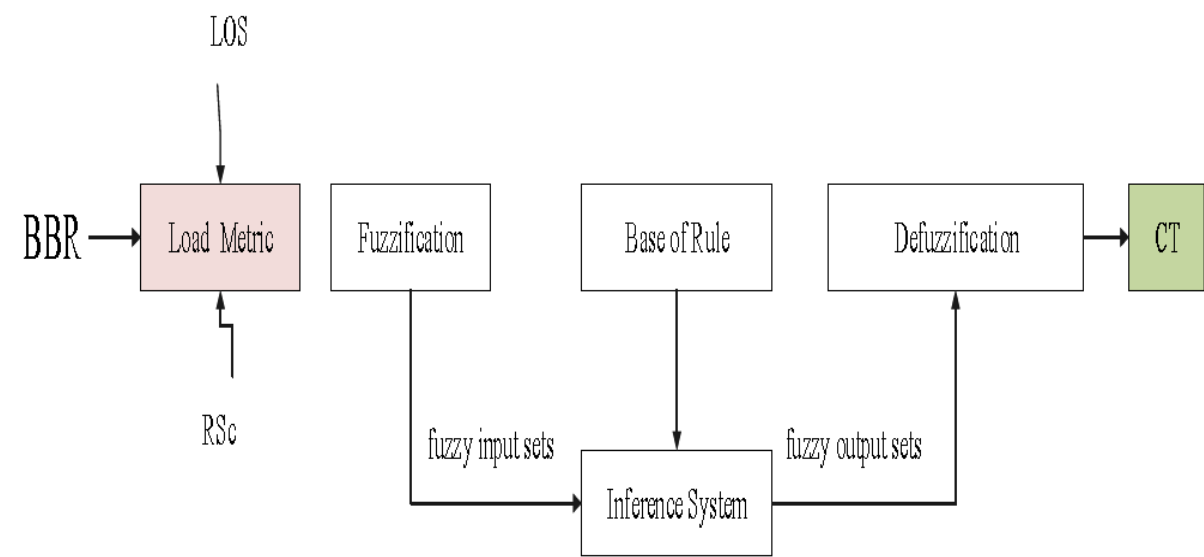 LOS
BBR
Load Metric
Fuzzification
Base of Rule
Defuzzification
CT
RSc
fuzzy input sets
fuzzy output sets
Inference System